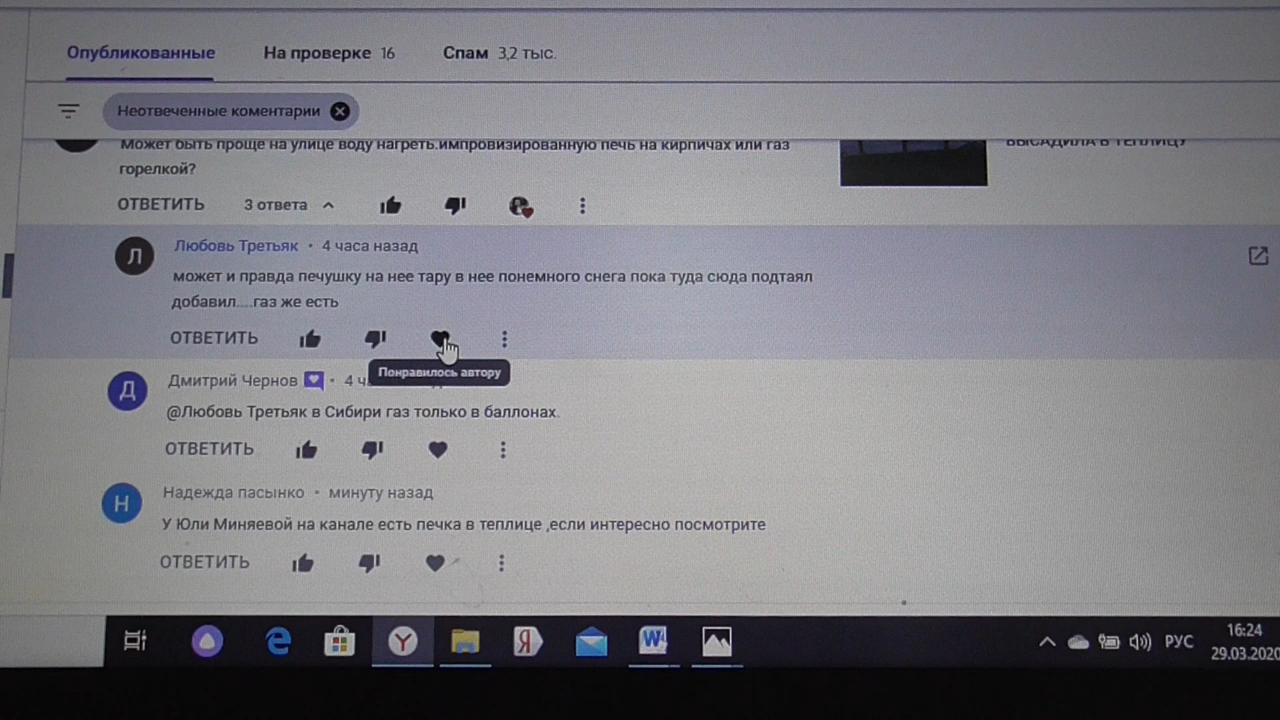 Опубликованные На проверке 16 Спам 3,2 тыс.
Неотвеченные коментарии
Может быть проще на улице воду нагреть.импровизированную печь на кирпичах или газ
горелкой?
ВЫСАДИЛА В ТЕПЛИЦУ
ОТВЕТИТЬ 3 ответа
Л Любовь Третьяк • 4 часа назад
может и правда печушку на нее тару в нее понемного снега пока туда сюда подтаял
добавил....газ же есть
ОТВЕТИТЬ
Понравилось автору
Д Дмитрий Чернов • 4
@Любовь Третьяк в Сибири газ только в баллонах.
ОТВЕТИТЬ
Н Надежда пасынко • минуту назад
У Юли Миняевой на канале есть печка в теплице ,если интересно посмотрите
ОТВЕТИТЬ
Y Я W РУС 16:24
29.03.2020